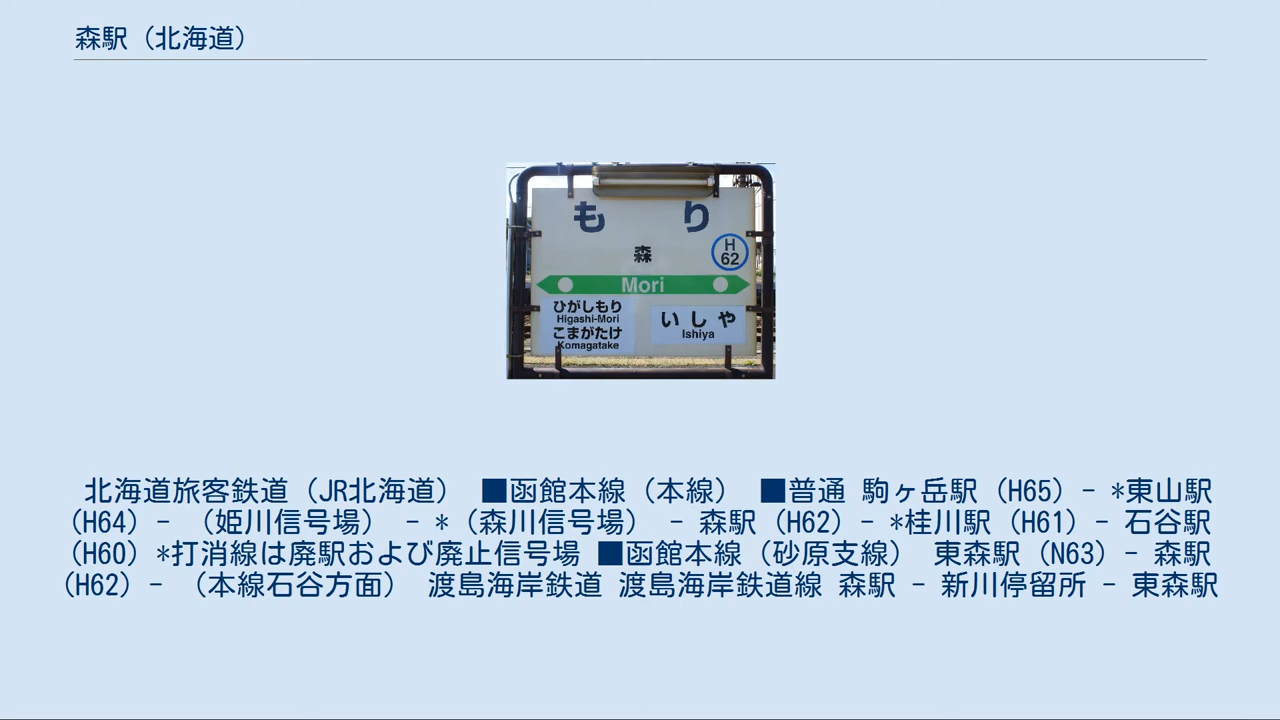 森駅（北海道）
も り
森
H
62
Mori
ひがしもり
Higashi-Mori
こまがたけ
Komagatake
いしや
Ishiya
北海道旅客鉄道（JR北海道） ■函館本線（本線） ■普通 駒ヶ岳駅（H65）- *東山駅
（H64）- （姫川信号場） - *（森川信号場） - 森駅（H62）- *桂川駅（H61）- 石谷駅
（H60）*打消線は廃駅および廃止信号場 ■函館本線（砂原支線） 東森駅（N63）- 森駅
（H62）- （本線石谷方面） 渡島海岸鉄道 渡島海岸鉄道線 森駅 - 新川停留所 - 東森駅